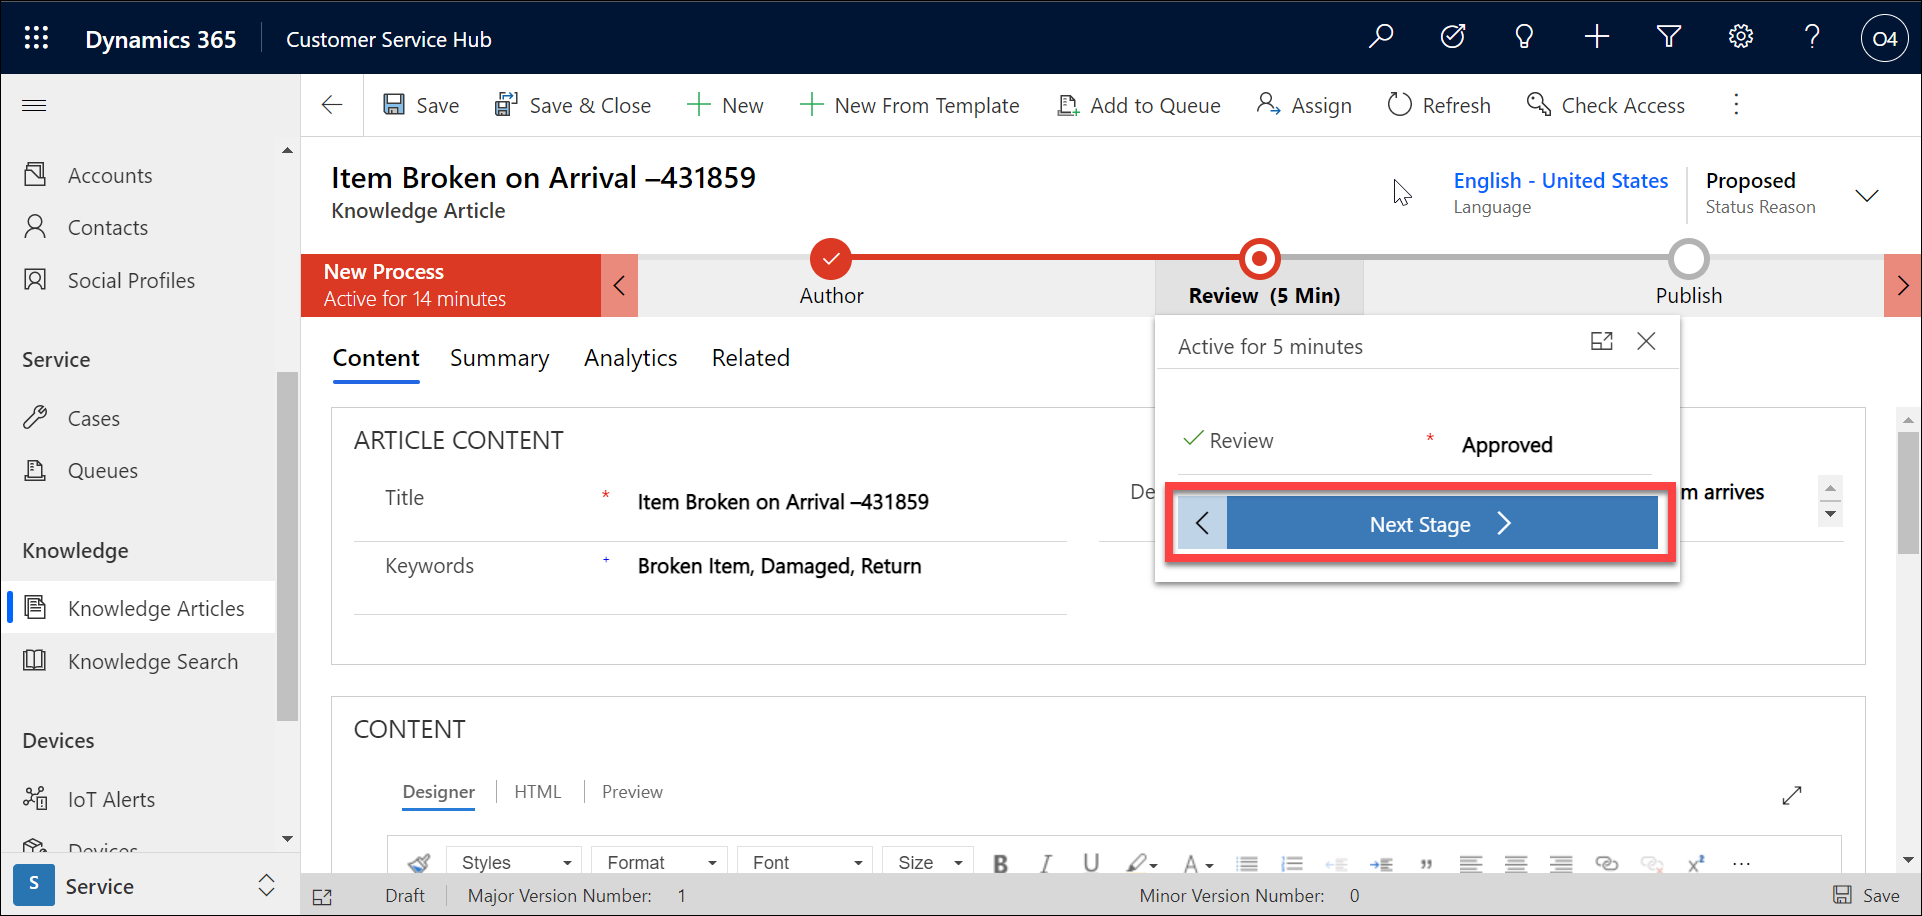 Dynamics 365
Customer Service Hub
O4
Save
Save & Close
New
New From Template
Add to Queue
Assign
Refresh
Check Access
Accounts
Contacts
Social Profiles
Service
Cases
Queues
Knowledge
Knowledge Articles
Knowledge Search
Devices
IoT Alerts
Devices
S
Service
Item Broken on Arrival –431859
Knowledge Article
English - United States
Language
Proposed
Status Reason
New Process
Active for 14 minutes
Author
Review (5 Min)
Publish
Content
Summary
Analytics
Related
Active for 5 minutes
Review * Approved
Next Stage
ARTICLE CONTENT
Title * Item Broken on Arrival –431859
De
m arrives
Keywords + Broken Item, Damaged, Return
CONTENT
Designer
HTML
Preview
Styles
Format
Font
Size
B I U
A
Draft
Major Version Number: 1
Minor Version Number: 0
Save